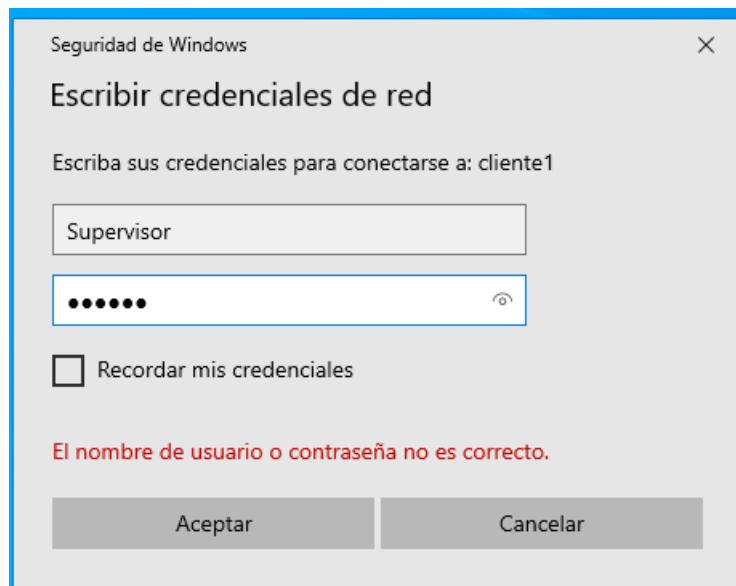 Seguridad de Windows
Escribir credenciales de red
Escriba sus credenciales para conectarse a: cliente1
Supervisor
••••••
Recordar mis credenciales
El nombre de usuario o contraseña no es correcto.
Aceptar
Cancelar